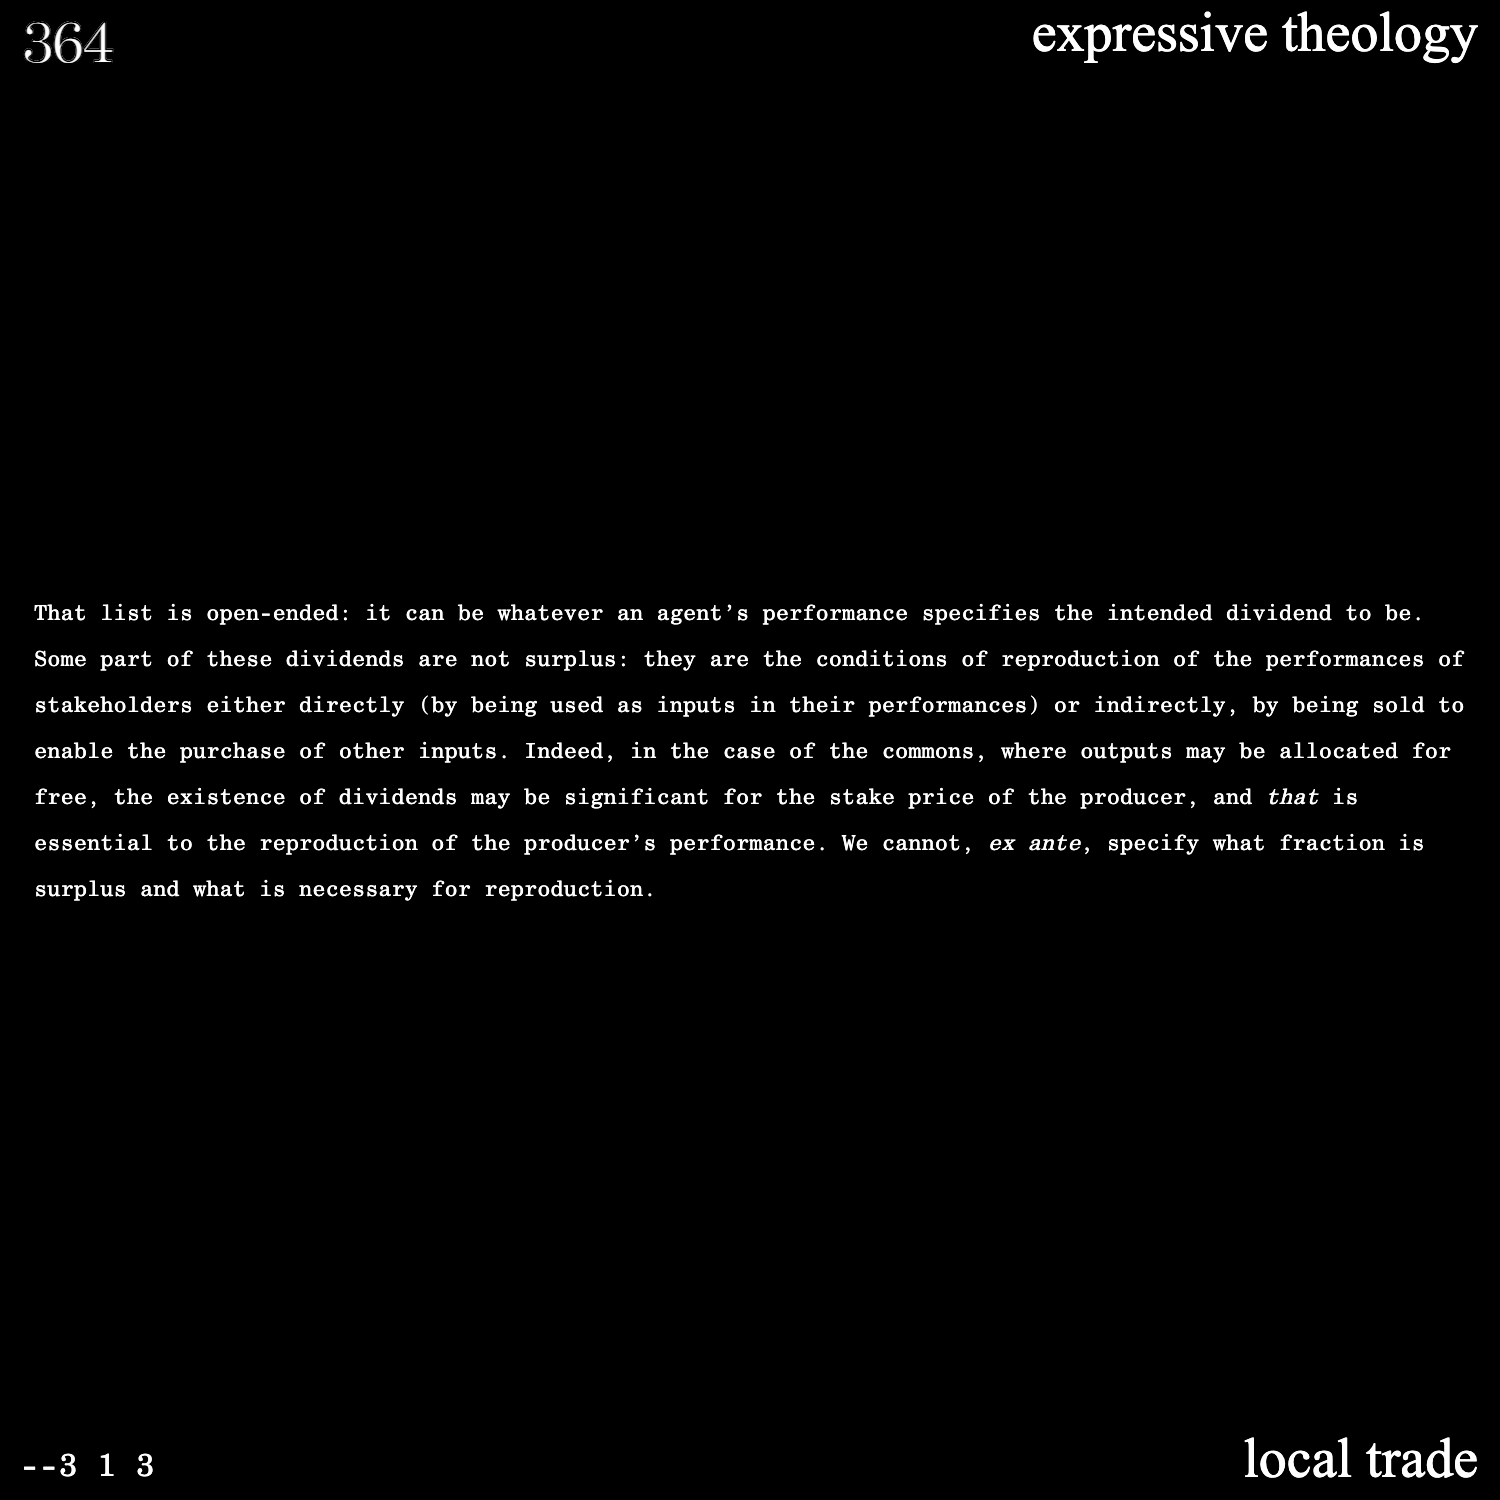 364
expressive theology
That list is open-ended: it can be whatever an agent’s performance specifies the intended dividend to be.
Some part of these dividends are not surplus: they are the conditions of reproduction of the performances of
stakeholders either directly (by being used as inputs in their performances) or indirectly, by being sold to
enable the purchase of other inputs. Indeed, in the case of the commons, where outputs may be allocated for
free, the existence of dividends may be significant for the stake price of the producer, and that is
essential to the reproduction of the producer’s performance. We cannot, ex ante, specify what fraction is
surplus and what is necessary for reproduction.
--3 1 3
local trade